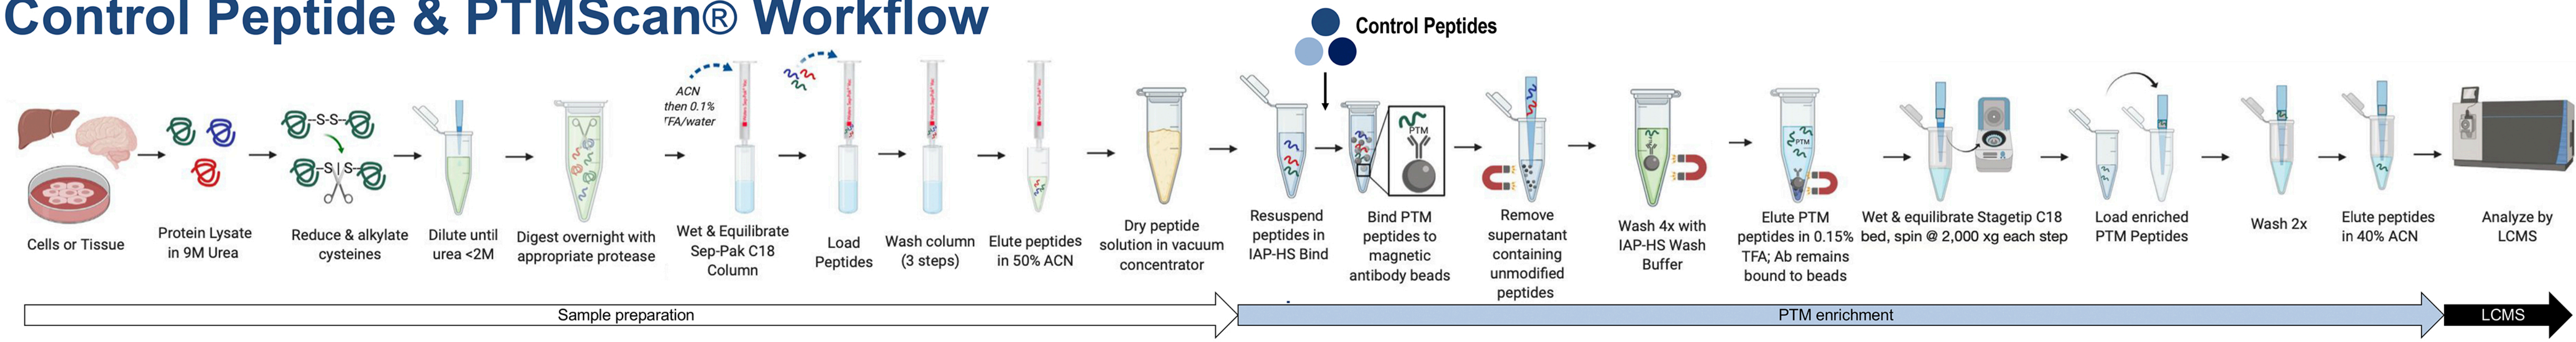 Control Peptide & PTMScan® Workflow
Control Peptides
ACN
then 0.1%
TFA/water
-S-S-
-S|S-
PTM
PTM
Cells or Tissue
Protein Lysate
in 9M Urea
Reduce & alkylate
cysteines
Dilute until
urea <2M
Digest overnight with
appropriate protease
Wet & Equilibrate
Sep-Pak C18
Column
Load
Peptides
Wash column
(3 steps)
Elute peptides
in 50% ACN
Dry peptide
solution in vacuum
concentrator
Resuspend
peptides in
IAP-HS Bind
Bind PTM
peptides to
magnetic
antibody beads
Remove
supernatant
containing
unmodified
peptides
Wash 4x with
IAP-HS Wash
Buffer
Elute PTM
peptides in 0.15%
TFA; Ab remains
bound to beads
Wet & equilibrate Stagetip C18
bed, spin @ 2,000 xg each step
Load enriched
PTM Peptides
Wash 2x
Elute peptides
in 40% ACN
Analyze by
LCMS
Sample preparation
PTM enrichment
LCMS